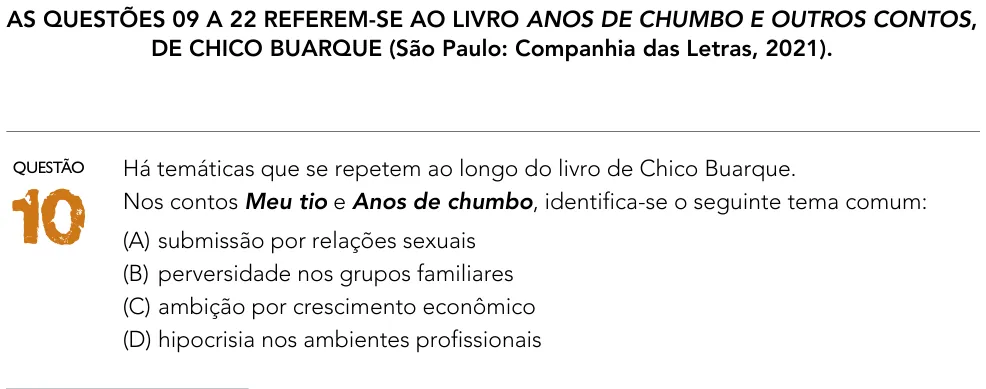 AS QUESTÕES 09 A 22 REFEREM-SE AO LIVRO ANOS DE CHUMBO E OUTROS CONTOS,
DE CHICO BUARQUE (São Paulo: Companhia das Letras, 2021).
QUESTÃO
10
Há temáticas que se repetem ao longo do livro de Chico Buarque.
Nos contos Meu tio e Anos de chumbo, identifica-se o seguinte tema comum:
(A) submissão por relações sexuais
(B) perversidade nos grupos familiares
(C) ambição por crescimento econômico
(D) hipocrisia nos ambientes profissionais